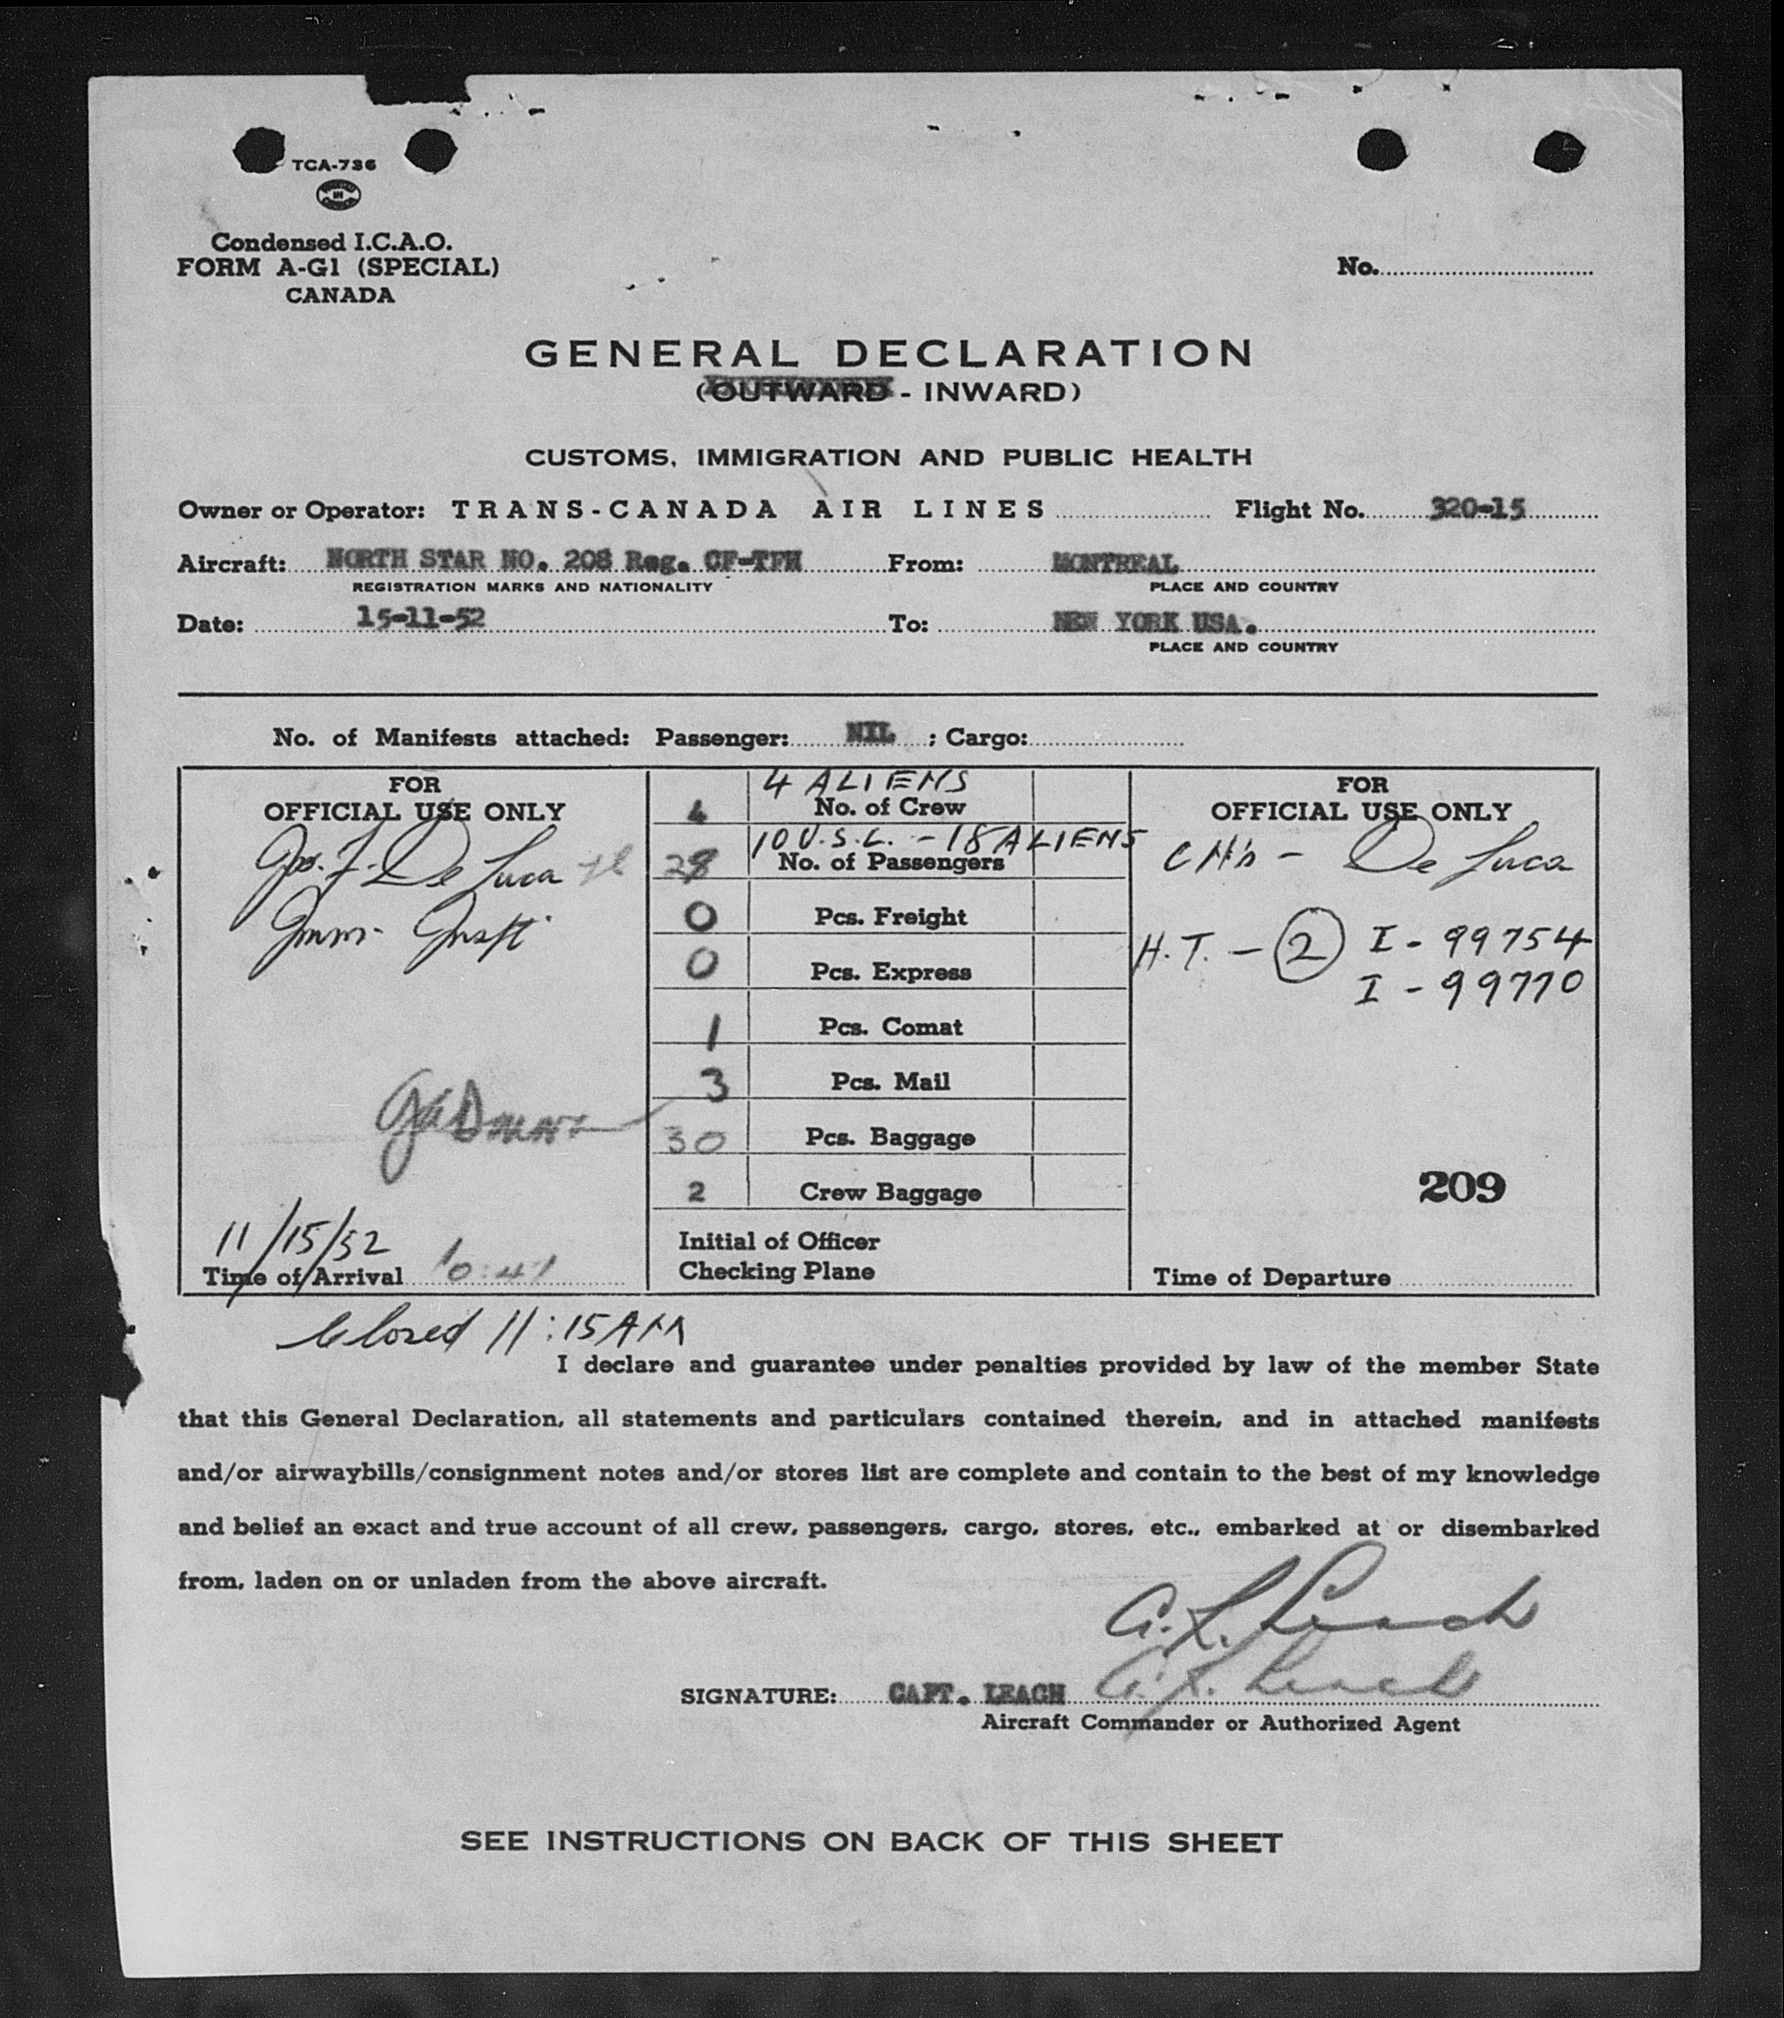 TCA-736
IN
Condensed I.C.A.O.
FORM A-G1 (SPECIAL)
CANADA
No.
GENERAL DECLARATION
(OUTWARD - INWARD)
CUSTOMS, IMMIGRATION AND PUBLIC HEALTH
Owner or Operator: TRANS-CANADA AIR LINES Flight No. 320-15
Aircraft: NORTH STAR NO. 208 Reg. CF-TFH From: MONTREAL
REGISTRATION MARKS AND NATIONALITY PLACE AND COUNTRY
Date: 15-11-52 To: NEW YORK USA.
PLACE AND COUNTRY
No. of Manifests attached: Passenger: NIL ; Cargo:
FOR
OFFICIAL USE ONLY
Jos. F. De Luca
Imm. Inspt.
11/15/52
Time of Arrival 10:41
4 ALIENS
4 No. of Crew
10 U.S.C. - 18 ALIENS
28 No. of Passengers
0 Pcs. Freight
0 Pcs. Express
1 Pcs. Comat
3 Pcs. Mail
30 Pcs. Baggage
2 Crew Baggage
Initial of Officer
Checking Plane
FOR
OFFICIAL USE ONLY
De Luca
H.T. - 2 I-99754
I-99770
209
Time of Departure
Closed 11:15 AM
I declare and guarantee under penalties provided by law of the member State
that this General Declaration, all statements and particulars contained therein, and in attached manifests
and/or airwaybills/consignment notes and/or stores list are complete and contain to the best of my knowledge
and belief an exact and true account of all crew, passengers, cargo, stores, etc., embarked at or disembarked
from, laden on or unladen from the above aircraft.
A. L. Leach
SIGNATURE: CAPT. LEACH A. L. Leach
Aircraft Commander or Authorized Agent
SEE INSTRUCTIONS ON BACK OF THIS SHEET